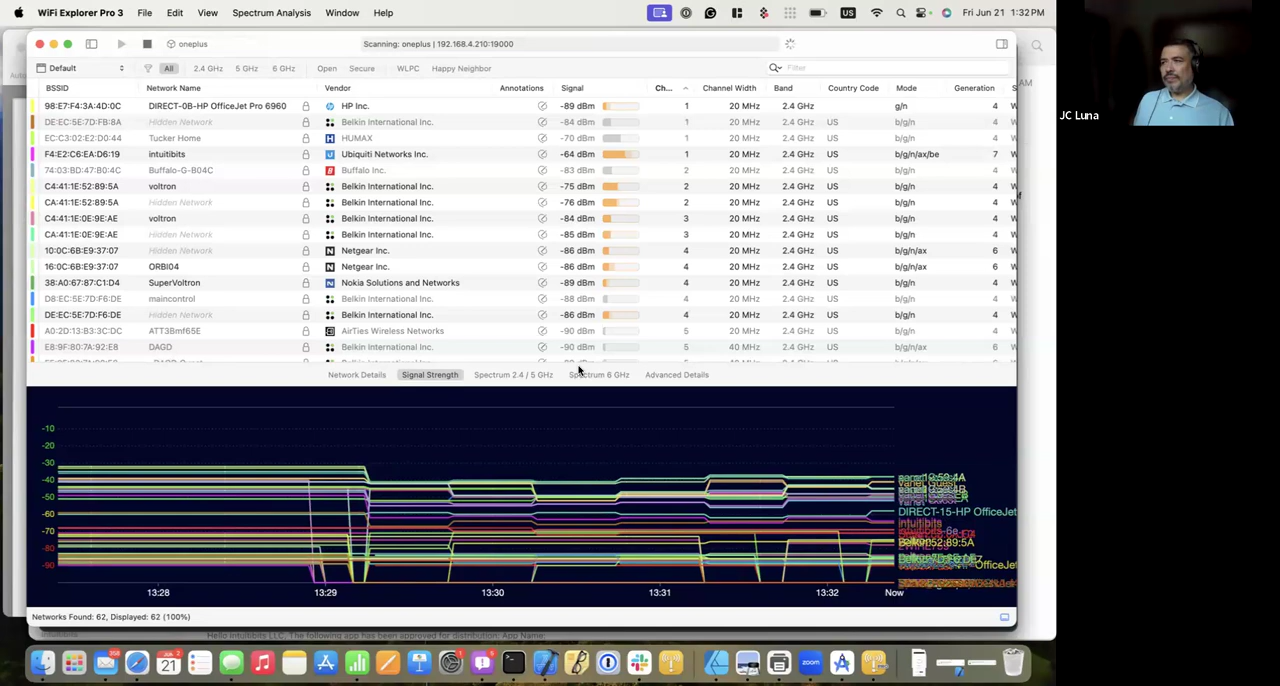 WiFi Explorer Pro 3 File Edit View Spectrum Analysis Window Help US Fri Jun 21 1:32 PM
oneplus Scanning: oneplus | 192.168.4.210:19000
Default All 2.4 GHz 5 GHz 6 GHz Open Secure WLPC Happy Neighbor Filter
BSSID Network Name Vendor Annotations Signal Ch... Channel Width Band Country Code Mode Generation S
98:E7:F4:3A:4D:0C DIRECT-0B-HP OfficeJet Pro 6960 HP Inc. -89 dBm 1 20 MHz 2.4 GHz g/n 4 W
DE:EC:5E:7D:FB:8A Hidden Network Belkin International Inc. -84 dBm 1 20 MHz 2.4 GHz US b/g/n 4 W
EC:C3:02:E2:D0:44 Tucker Home HUMAX -70 dBm 1 20 MHz 2.4 GHz US b/g/n 4 W
F4:E2:C6:EA:D6:19 intuitibits Ubiquiti Networks Inc. -64 dBm 1 20 MHz 2.4 GHz US b/g/n/ax/be 7 W
74:03:BD:47:B0:4C Buffalo-G-B04C Buffalo Inc. -83 dBm 2 20 MHz 2.4 GHz US b/g/n 4 W
C4:41:1E:52:89:5A voltron Belkin International Inc. -75 dBm 2 20 MHz 2.4 GHz US b/g/n 4 W
CA:41:1E:52:89:5A Hidden Network Belkin International Inc. -76 dBm 2 20 MHz 2.4 GHz US b/g/n 4 W
C4:41:1E:0E:9E:AE voltron Belkin International Inc. -84 dBm 3 20 MHz 2.4 GHz US b/g/n 4 W
CA:41:1E:0E:9E:AE Hidden Network Belkin International Inc. -85 dBm 3 20 MHz 2.4 GHz US b/g/n 4 W
10:0C:6B:E9:37:07 Hidden Network Netgear Inc. -86 dBm 4 20 MHz 2.4 GHz US b/g/n/ax 6 W
16:0C:6B:E9:37:07 ORBI04 Netgear Inc. -86 dBm 4 20 MHz 2.4 GHz US b/g/n/ax 6 W
38:A0:67:87:C1:D4 SuperVoltron Nokia Solutions and Networks -89 dBm 4 20 MHz 2.4 GHz US b/g/n 4 W
D8:EC:5E:7D:F6:DE maincontrol Belkin International Inc. -88 dBm 4 20 MHz 2.4 GHz US b/g/n 4 W
DE:EC:5E:7D:F6:DE Hidden Network Belkin International Inc. -86 dBm 4 20 MHz 2.4 GHz US b/g/n 4 W
A0:2D:13:B3:3C:DC ATT3Bmf65E AirTies Wireless Networks -90 dBm 5 20 MHz 2.4 GHz US b/g/n 4 W
E8:9F:80:7A:92:E8 DAGD Belkin International Inc. -90 dBm 5 40 MHz 2.4 GHz US b/g/n/ax 6 W
Network Details Signal Strength Spectrum 2.4 / 5 GHz Spectrum 6 GHz Advanced Details
-10
-20
-30
-40
-50
-60
-70
-80
-90
DIRECT-15-HP OfficeJet
intuitibits
13:28 13:29 13:30 13:31 13:32 Now
Networks Found: 62, Displayed: 62 (100%)
Hello Intuitibits LLC, The following app has been approved for distribution: App Name:
JC Luna